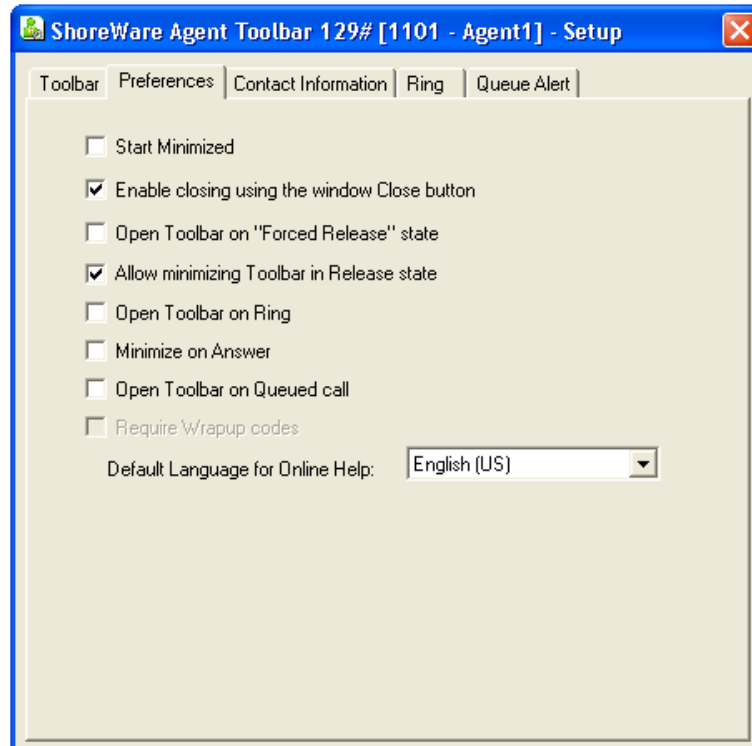 ShoreWare Agent Toolbar 129# [1101 - Agent1] - Setup
Toolbar Preferences Contact Information Ring Queue Alert
Start Minimized
Enable closing using the window Close button
Open Toolbar on "Forced Release" state
Allow minimizing Toolbar in Release state
Open Toolbar on Ring
Minimize on Answer
Open Toolbar on Queued call
Require Wrapup codes
Default Language for Online Help: English (US)